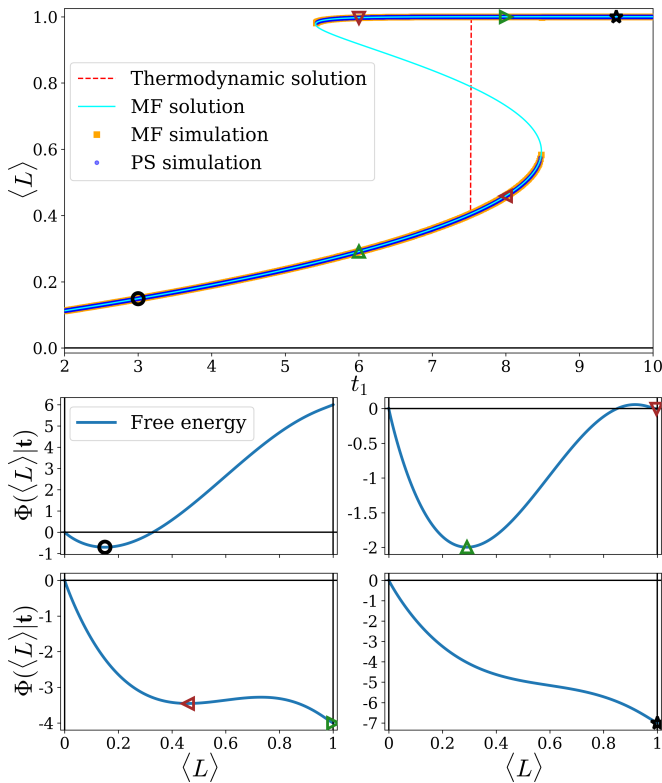 1.0
0.8
0.6
0.4
0.2
0.0
⟨L⟩
Thermodynamic solution
MF solution
MF simulation
PS simulation
2 3 4 5 6 7 8 9 10
t₁
6
5
4
3
2
1
0
-1
Φ(⟨L⟩|t)
Free energy
0
-0.5
-1
-1.5
-2
0
-1
-2
-3
-4
Φ(⟨L⟩|t)
0 0.2 0.4 0.6 0.8 1
⟨L⟩
0
-1
-2
-3
-4
-5
-6
-7
0 0.2 0.4 0.6 0.8 1
⟨L⟩